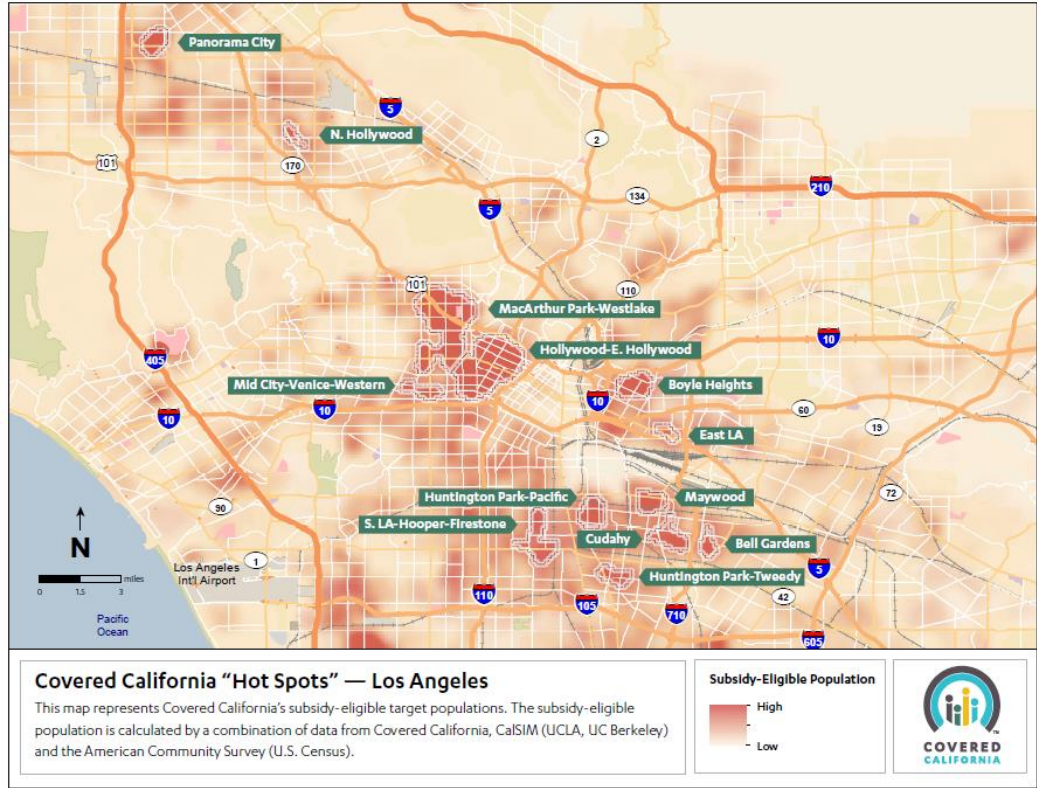 Panorama City
5
N. Hollywood
101
170
2
134
210
5
110
101
MacArthur Park-Westlake
10
Hollywood-E. Hollywood
405
Mid City-Venice-Western
10
10
Boyle Heights
10
60
19
East LA
72
Huntington Park-Pacific
Maywood
90
S. LA-Hooper-Firestone
Cudahy
Bell Gardens
N
1
Los Angeles
Int'l Airport
5
Huntington Park-Tweedy
miles
0 1.5 3
110
105
710
42
605
Pacific
Ocean
Covered California “Hot Spots” — Los Angeles
This map represents Covered California's subsidy-eligible target populations. The subsidy-eligible
population is calculated by a combination of data from Covered California, CalSIM (UCLA, UC Berkeley)
and the American Community Survey (U.S. Census).
Subsidy-Eligible Population
High
Low
COVERED
CALIFORNIA
TM